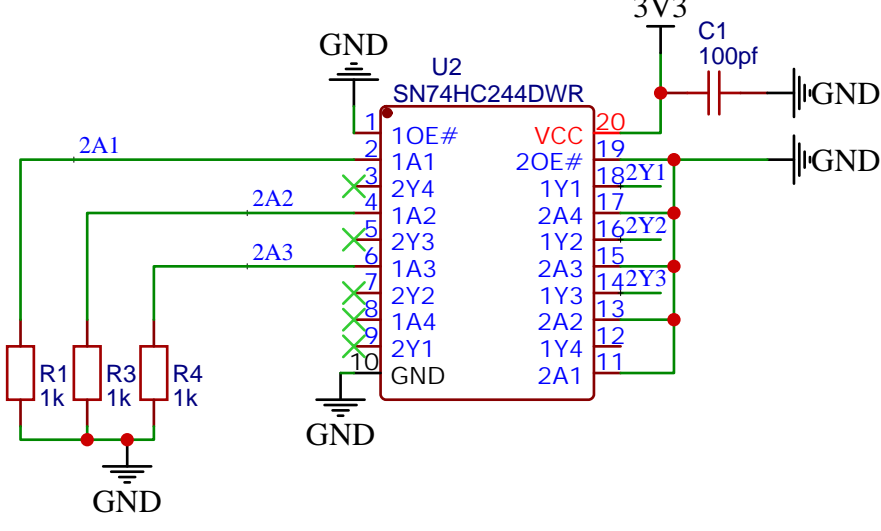 3V3
C1
100pf
GND
GND
U2
SN74HC244DWR
1 1OE# VCC 20
2A1 2 1A1 2OE# 19 GND
3 2Y4 1Y1 18 2Y1
2A2 4 1A2 2A4 17
5 2Y3 1Y2 16 2Y2
2A3 6 1A3 2A3 15
7 2Y2 1Y3 14 2Y3
8 1A4 2A2 13
9 2Y1 1Y4 12
10 GND 2A1 11
R1 R3 R4
1k 1k 1k
GND
GND